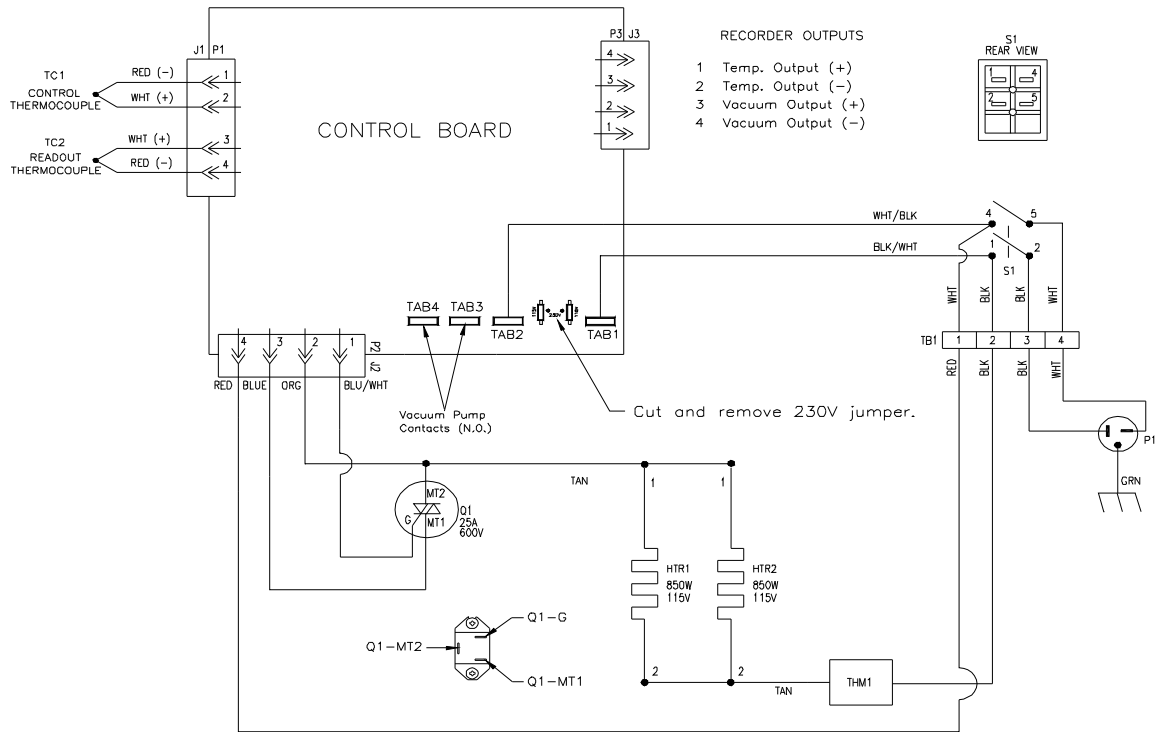 J1 P1
TC1
CONTROL
THERMOCOUPLE
RED (-)
WHT (+)
1
2
TC2
READOUT
THERMOCOUPLE
WHT (+)
RED (-)
3
4
CONTROL BOARD
P3 J3
4
3
2
1
RECORDER OUTPUTS
1 Temp. Output (+)
2 Temp. Output (-)
3 Vacuum Output (+)
4 Vacuum Output (-)
S1
REAR VIEW
1 4
2 5
WHT/BLK
4 5
BLK/WHT
1 2
S1
WHT BLK BLK WHT
TB1 1 2 3 4
RED BLK BLK WHT
TAB4 TAB3 TAB2 TAB1
115V 230V 115V
4 3 2 1
P2
J2
RED BLUE ORG BLU/WHT
Vacuum Pump
Contacts (N.O.)
Cut and remove 230V jumper.
P1
GRN
TAN
MT2
G MT1
Q1
25A
600V
1 1
HTR1
850W
115V
HTR2
850W
115V
2 2
Q1-G
Q1-MT2
Q1-MT1
TAN
THM1